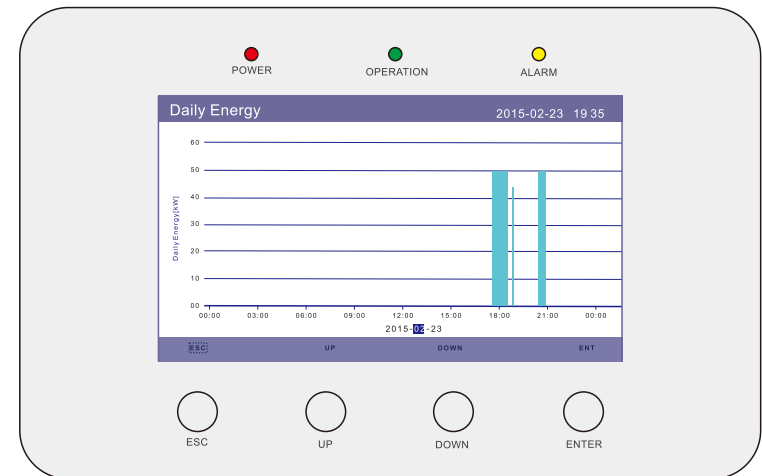 POWER OPERATION ALARM
Daily Energy 2015-02-23 19 35
60
50
40
30
20
10
00
Daily Energy[kW]
00:00 03:00 06:00 09:00 12:00 15:00 18:00 21:00 00:00
2015-02-23
ESC UP DOWN ENT
ESC UP DOWN ENTER